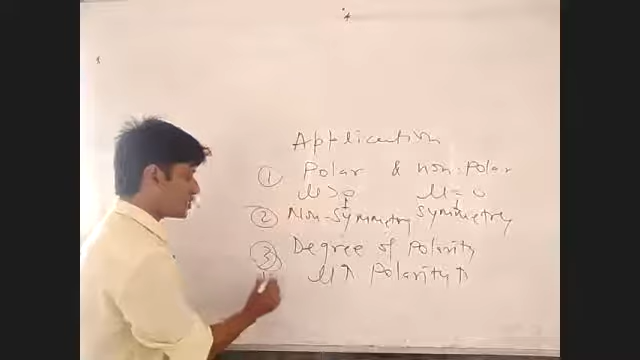 Application
① Polar & non-polar
μ > 0 μ = 0
② Non-Symmetry Symmetry
③ Degree of Polarity
μ↑ Polarity↑